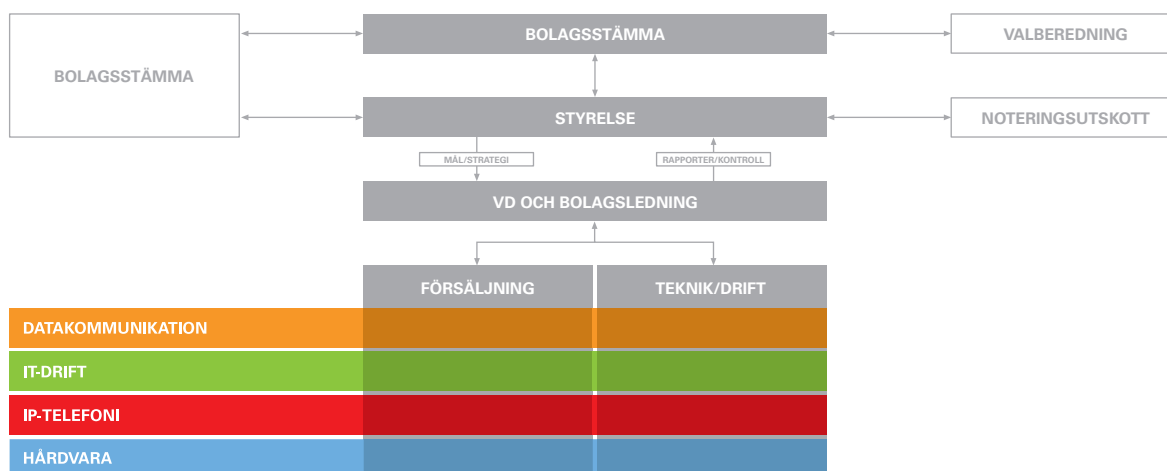 BOLAGSSTÄMMA
BOLAGSSTÄMMA
VALBEREDNING
STYRELSE
NOTERINGSUTSKOTT
MÅL/STRATEGI
RAPPORTER/KONTROLL
VD OCH BOLAGSLEDNING
FÖRSÄLJNING
TEKNIK/DRIFT
DATAKOMMUNIKATION
IT-DRIFT
IP-TELEFONI
HÅRDVARA